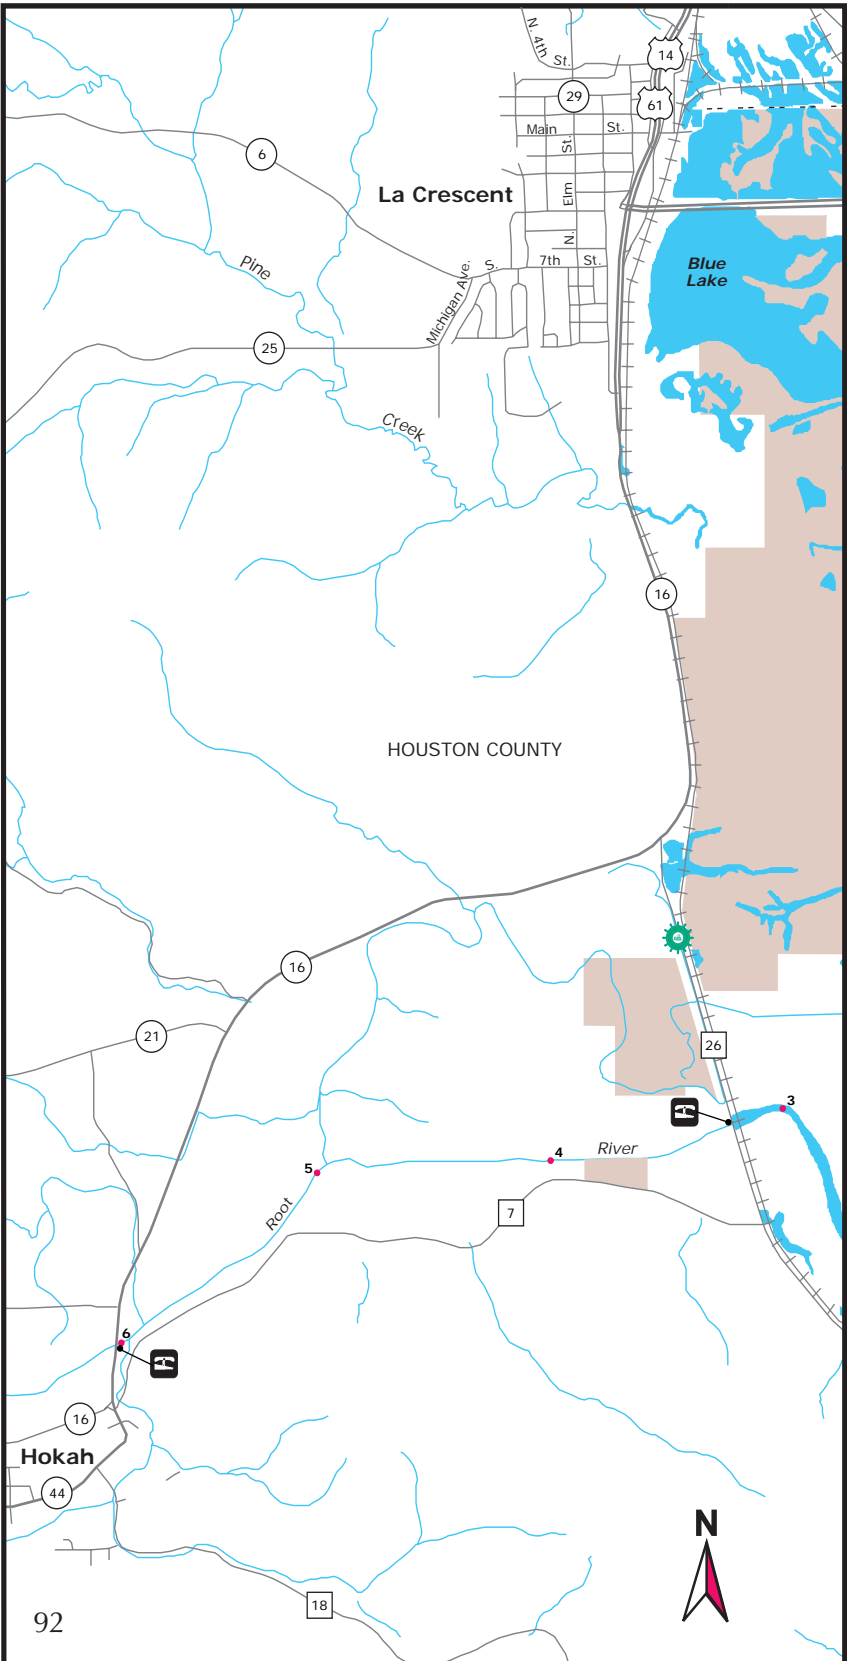 N. 4th St.
14
29
61
Main St.
6
N. Elm St.
La Crescent
Pine
S. 7th St.
Blue
Lake
Michigan Ave.
25
Creek
16
HOUSTON COUNTY
16
21
26
3
4
River
5
7
Root
6
16
Hokah
44
N
18
92